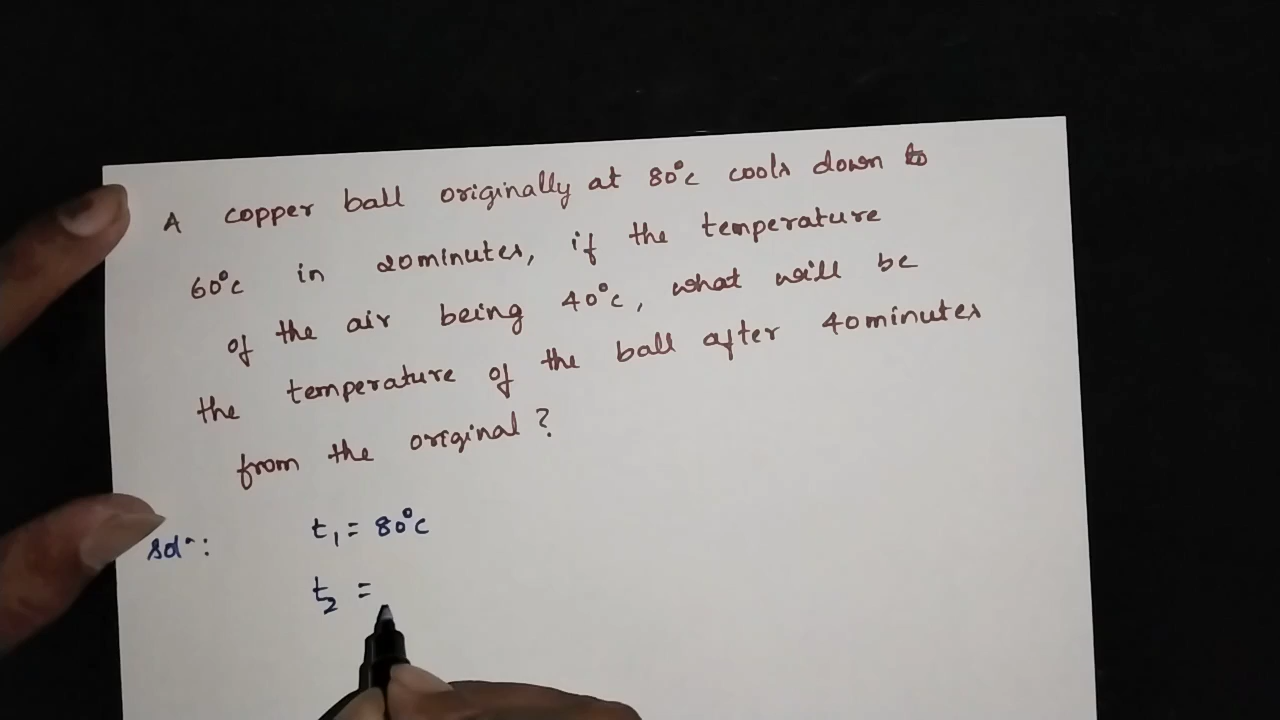 A copper ball originally at 80°c cools down to
60°c in 20minutes, if the temperature
of the air being 40°c, what will be
the temperature of the ball after 40minutes
from the original?
Solⁿ: t₁ = 80°c
t₂ =